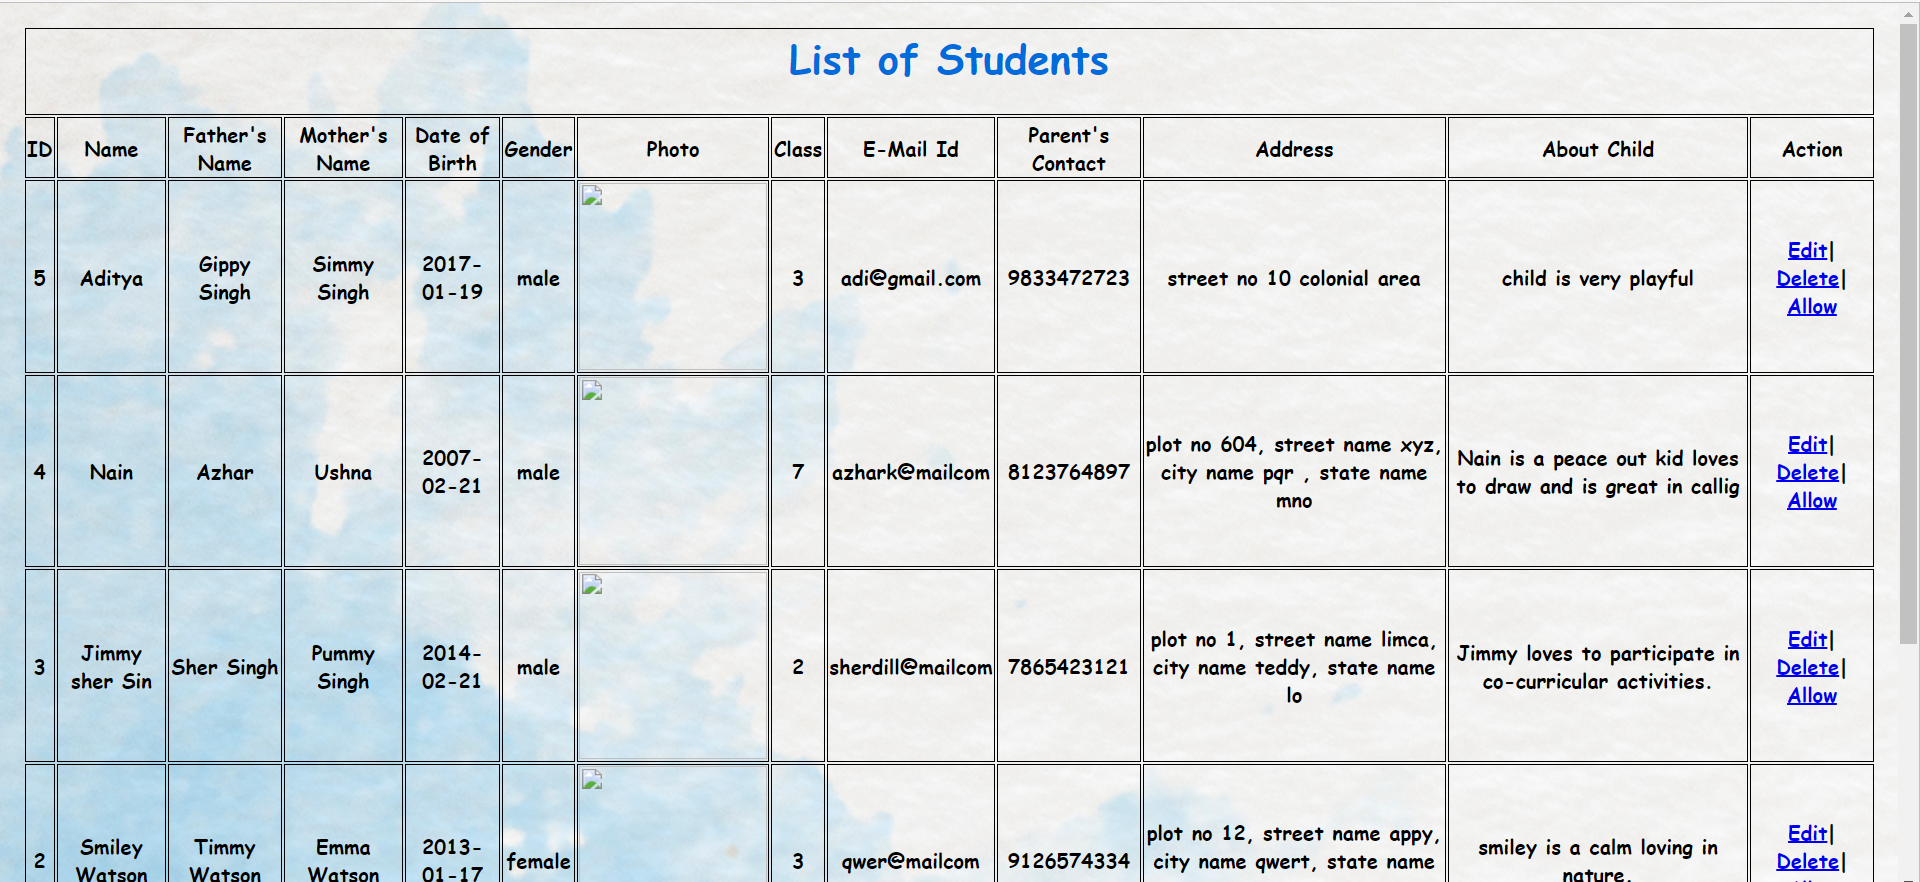 List of Students
ID Name Father's Name Mother's Name Date of Birth Gender Photo Class E-Mail Id Parent's Contact Address About Child Action
5 Aditya Gippy Singh Simmy Singh 2017-01-19 male 3 adi@gmail.com 9833472723 street no 10 colonial area child is very playful Edit| Delete| Allow
4 Nain Azhar Ushna 2007-02-21 male 7 azhark@mailcom 8123764897 plot no 604, street name xyz, city name pqr , state name mno Nain is a peace out kid loves to draw and is great in callig Edit| Delete| Allow
3 Jimmy sher Sin Sher Singh Pummy Singh 2014-02-21 male 2 sherdill@mailcom 7865423121 plot no 1, street name limca, city name teddy, state name lo Jimmy loves to participate in co-curricular activities. Edit| Delete| Allow
2 Smiley Watson Timmy Watson Emma Watson 2013-01-17 female 3 qwer@mailcom 9126574334 plot no 12, street name appy, city name qwert, state name smiley is a calm loving in nature. Edit| Delete|